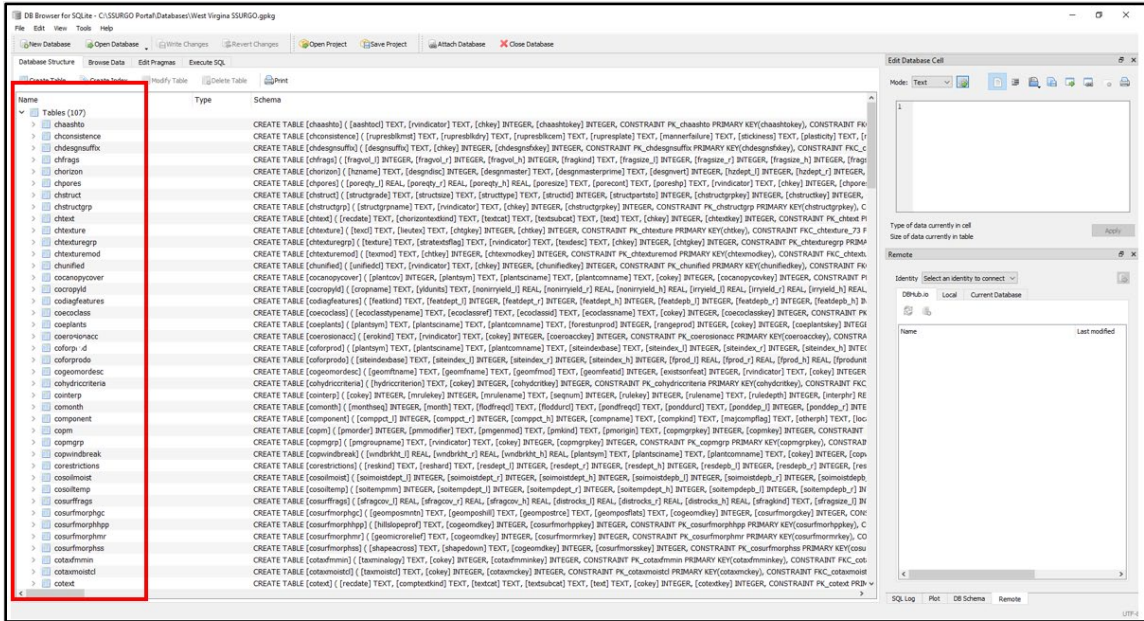 DB Browser for SQLite - C:\SSURGO Portal\Databases\West Virgina SSURGO.gpkg
File Edit View Tools Help
New Database Open Database Write Changes Revert Changes Open Project Save Project Attach Database Close Database
Database Structure Browse Data Edit Pragmas Execute SQL
Create Table Create Index Modify Table Delete Table Print
Name Type Schema
Tables (107)
chaashto CREATE TABLE [chaashto] ( [aashtocl] TEXT, [rvindicator] TEXT, [chkey] INTEGER, [chaashtokey] INTEGER, CONSTRAINT PK_chaashto PRIMARY KEY(chaashtokey), CONSTRAINT
chconsistence CREATE TABLE [chconsistence] ( [rupresblkmst] TEXT, [rupresblkdry] TEXT, [rupresblkcem] TEXT, [rupresplate] TEXT, [mannerfailure] TEXT, [stickiness] TEXT, [plasticity] TEXT,
chdesgnsuffix CREATE TABLE [chdesgnsuffix] ( [desgnsuffix] TEXT, [chkey] INTEGER, [chdesgnsfxkey] INTEGER, CONSTRAINT PK_chdesgnsuffix PRIMARY KEY(chdesgnsfxkey), CONSTRAINT
chfrags CREATE TABLE [chfrags] ( [fragvol_l] INTEGER, [fragvol_r] INTEGER, [fragvol_h] INTEGER, [fragkind] TEXT, [fragsize_l] INTEGER, [fragsize_r] INTEGER, [fragsize_h] INTEGER,
chorizon CREATE TABLE [chorizon] ( [hzname] TEXT, [desgndisc] INTEGER, [desgnmaster] TEXT, [desgnmasterprime] TEXT, [desgnvert] INTEGER, [hzdept_l] INTEGER, [hzdept_r] INTEGER,
chpores CREATE TABLE [chpores] ( [poreqty_l] REAL, [poreqty_r] REAL, [poreqty_h] REAL, [poresize] TEXT, [porecont] TEXT, [poreshp] TEXT, [rvindicator] TEXT, [chkey] INTEGER,
chstruct CREATE TABLE [chstruct] ( [structgrade] TEXT, [structsize] TEXT, [structtype] TEXT, [structid] INTEGER, [structpartsto] INTEGER, [chstructgrpkey] INTEGER, [chstructkey] INTEGER,
chstructgrp CREATE TABLE [chstructgrp] ( [structgrpname] TEXT, [rvindicator] TEXT, [chkey] INTEGER, [chstructgrpkey] INTEGER, CONSTRAINT PK_chstructgrp PRIMARY KEY(chstructgrpkey),
chtext CREATE TABLE [chtext] ( [recdate] TEXT, [chorizontextkind] TEXT, [textcat] TEXT, [textsubcat] TEXT, [text] TEXT, [chkey] INTEGER, [chtextkey] INTEGER, CONSTRAINT PK_chtext
chtexture CREATE TABLE [chtexture] ( [texcl] TEXT, [lieutex] TEXT, [chtgkey] INTEGER, [chtkey] INTEGER, CONSTRAINT PK_chtexture PRIMARY KEY(chtkey), CONSTRAINT FKC_chtexture_73
chtexturegrp CREATE TABLE [chtexturegrp] ( [texture] TEXT, [stratextsflag] TEXT, [rvindicator] TEXT, [texdesc] TEXT, [chkey] INTEGER, [chtgkey] INTEGER, CONSTRAINT PK_chtexturegrp
chtexturemod CREATE TABLE [chtexturemod] ( [texmod] TEXT, [chtkey] INTEGER, [chtexmodkey] INTEGER, CONSTRAINT PK_chtexturemod PRIMARY KEY(chtexmodkey), CONSTRAINT
chunified CREATE TABLE [chunified] ( [unifiedcl] TEXT, [rvindicator] TEXT, [chkey] INTEGER, [chunifiedkey] INTEGER, CONSTRAINT PK_chunified PRIMARY KEY(chunifiedkey), CONSTRAINT
cocanopycover CREATE TABLE [cocanopycover] ( [plantcov] INTEGER, [plantsym] TEXT, [plantsciname] TEXT, [plantcomname] TEXT, [cokey] INTEGER, [cocanopycovkey] INTEGER, CONSTRAINT
cocropyld CREATE TABLE [cocropyld] ( [cropname] TEXT, [yldunits] TEXT, [nonirryield_l] REAL, [nonirryield_r] REAL, [nonirryield_h] REAL, [irryield_l] REAL, [irryield_r] REAL, [irryield_h] REAL,
codiagfeatures CREATE TABLE [codiagfeatures] ( [featkind] TEXT, [featdept_l] INTEGER, [featdept_r] INTEGER, [featdept_h] INTEGER, [featdepb_l] INTEGER, [featdepb_r] INTEGER, [featdepb_h]
coecoclass CREATE TABLE [coecoclass] ( [ecoclasstypename] TEXT, [ecoclassref] TEXT, [ecoclassid] TEXT, [ecoclassname] TEXT, [cokey] INTEGER, [coecoclasskey] INTEGER, CONSTRAINT
coeplants CREATE TABLE [coeplants] ( [plantsym] TEXT, [plantsciname] TEXT, [plantcomname] TEXT, [forestunprod] INTEGER, [rangeprod] INTEGER, [cokey] INTEGER, [coeplantskey]
coerosionacc CREATE TABLE [coerosionacc] ( [erokind] TEXT, [rvindicator] TEXT, [cokey] INTEGER, [coeroacckey] INTEGER, CONSTRAINT PK_coerosionacc PRIMARY KEY(coeroacckey),
CREATE TABLE [coforprod] ( [plantsym] TEXT, [plantsciname] TEXT, [plantcomname] TEXT, [siteindexbase] TEXT, [siteindex_l] INTEGER, [siteindex_r] INTEGER, [siteindex_h]
coforprodo CREATE TABLE [coforprodo] ( [siteindexbase] TEXT, [siteindex_l] INTEGER, [siteindex_r] INTEGER, [siteindex_h] INTEGER, [fprod_l] REAL, [fprod_r] REAL, [fprod_h] REAL,
cogeomordesc CREATE TABLE [cogeomordesc] ( [geomftname] TEXT, [geomfname] TEXT, [geomfmod] TEXT, [geomfeatid] INTEGER, [existsonfeat] INTEGER, [rvindicator] TEXT, [cokey] INTEGER,
cohydriccriteria CREATE TABLE [cohydriccriteria] ( [hydriccriterion] TEXT, [cokey] INTEGER, [cohydcritkey] INTEGER, CONSTRAINT PK_cohydriccriteria PRIMARY KEY(cohydcritkey), CONSTRAINT
cointerp CREATE TABLE [cointerp] ( [cokey] INTEGER, [mrulekey] INTEGER, [mrulename] TEXT, [seqnum] INTEGER, [rulekey] INTEGER, [rulename] TEXT, [ruledepth] INTEGER, [interphr]
comonth CREATE TABLE [comonth] ( [monthseq] INTEGER, [month] TEXT, [flodfreqcl] TEXT, [floddurcl] TEXT, [pondfreqcl] TEXT, [ponddurcl] TEXT, [ponddep_l] INTEGER, [ponddep_r]
component CREATE TABLE [component] ( [comppct_l] INTEGER, [comppct_r] INTEGER, [comppct_h] INTEGER, [compname] TEXT, [compkind] TEXT, [majcompflag] TEXT, [otherph] TEXT,
copm CREATE TABLE [copm] ( [pmorder] INTEGER, [pmmodifier] TEXT, [pmgenmod] TEXT, [pmkind] TEXT, [pmorigin] TEXT, [copmgrpkey] INTEGER, [copmkey] INTEGER, CONSTRAINT
copmgrp CREATE TABLE [copmgrp] ( [pmgroupname] TEXT, [rvindicator] TEXT, [cokey] INTEGER, [copmgrpkey] INTEGER, CONSTRAINT PK_copmgrp PRIMARY KEY(copmgrpkey),
copwindbreak CREATE TABLE [copwindbreak] ( [wndbrkht_l] REAL, [wndbrkht_r] REAL, [wndbrkht_h] REAL, [plantsym] TEXT, [plantsciname] TEXT, [plantcomname] TEXT, [cokey] INTEGER,
corestrictions CREATE TABLE [corestrictions] ( [reskind] TEXT, [reshard] TEXT, [resdept_l] INTEGER, [resdept_r] INTEGER, [resdept_h] INTEGER, [resdepb_l] INTEGER, [resdepb_r] INTEGER,
cosoilmoist CREATE TABLE [cosoilmoist] ( [soimoistdept_l] INTEGER, [soimoistdept_r] INTEGER, [soimoistdept_h] INTEGER, [soimoistdepb_l] INTEGER, [soimoistdepb_r] INTEGER,
cosoiltemp CREATE TABLE [cosoiltemp] ( [soitempmm] INTEGER, [soitempdept_l] INTEGER, [soitempdept_r] INTEGER, [soitempdept_h] INTEGER, [soitempdepb_l] INTEGER, [soitempdepb_r]
cosurffrags CREATE TABLE [cosurffrags] ( [sfragcov_l] REAL, [sfragcov_r] REAL, [sfragcov_h] REAL, [distrocks_l] REAL, [distrocks_r] REAL, [distrocks_h] REAL, [sfragkind] TEXT, [sfragsize_l]
cosurfmorphgc CREATE TABLE [cosurfmorphgc] ( [geomposmntn] TEXT, [geomposhill] TEXT, [geompostrce] TEXT, [geomposflats] TEXT, [cogeomdkey] INTEGER, [cosurfmorgckey] INTEGER,
cosurfmorphhpp CREATE TABLE [cosurfmorphhpp] ( [hillslopeprof] TEXT, [cogeomdkey] INTEGER, [cosurfmorhppkey] INTEGER, CONSTRAINT PK_cosurfmorphhpp PRIMARY KEY(cosurfmorhppkey),
cosurfmorphmr CREATE TABLE [cosurfmorphmr] ( [geomicrorelief] TEXT, [cogeomdkey] INTEGER, [cosurfmormrkey] INTEGER, CONSTRAINT PK_cosurfmorphmr PRIMARY KEY(cosurfmormrkey),
cosurfmorphss CREATE TABLE [cosurfmorphss] ( [shapeacross] TEXT, [shapedown] TEXT, [cogeomdkey] INTEGER, [cosurfmorsskey] INTEGER, CONSTRAINT PK_cosurfmorphss PRIMARY
cotaxfmmin CREATE TABLE [cotaxfmmin] ( [taxminalogy] TEXT, [cokey] INTEGER, [cotaxfmminkey] INTEGER, CONSTRAINT PK_cotaxfmmin PRIMARY KEY(cotaxfmminkey), CONSTRAINT
cotaxmoistcl CREATE TABLE [cotaxmoistcl] ( [taxmoistcl] TEXT, [cokey] INTEGER, [cotaxmckey] INTEGER, CONSTRAINT PK_cotaxmoistcl PRIMARY KEY(cotaxmckey), CONSTRAINT
cotext CREATE TABLE [cotext] ( [recdate] TEXT, [comptextkind] TEXT, [textcat] TEXT, [textsubcat] TEXT, [text] TEXT, [cokey] INTEGER, [cotextkey] INTEGER, CONSTRAINT PK_cotext
Edit Database Cell
Mode: Text
1
Type of data currently in cell
Size of data currently in table
Apply
Remote
Identity Select an identity to connect
DBHub.io Local Current Database
Name Last modified
SQL Log Plot DB Schema Remote
UTF-8